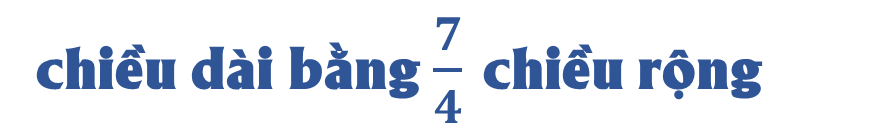 chiều dài bằng 7/4 chiều rộng